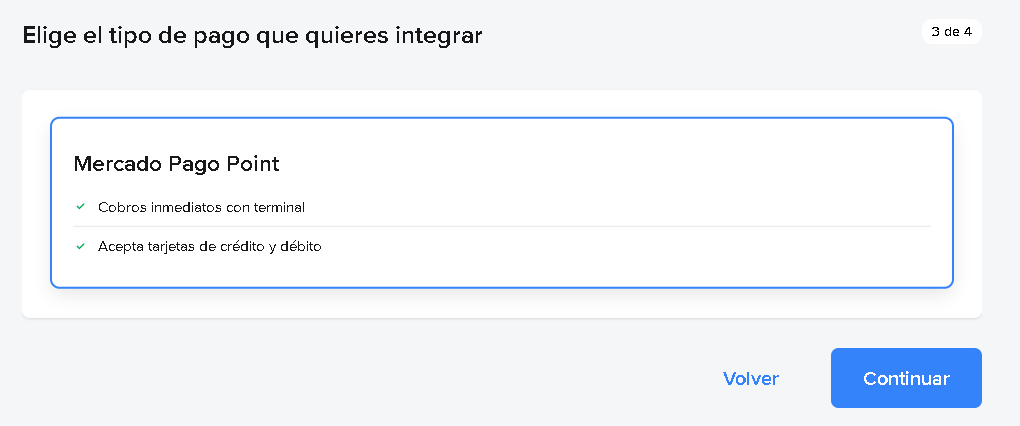 Elige el tipo de pago que quieres integrar
3 de 4
Mercado Pago Point
Cobros inmediatos con terminal
Acepta tarjetas de crédito y débito
Volver
Continuar